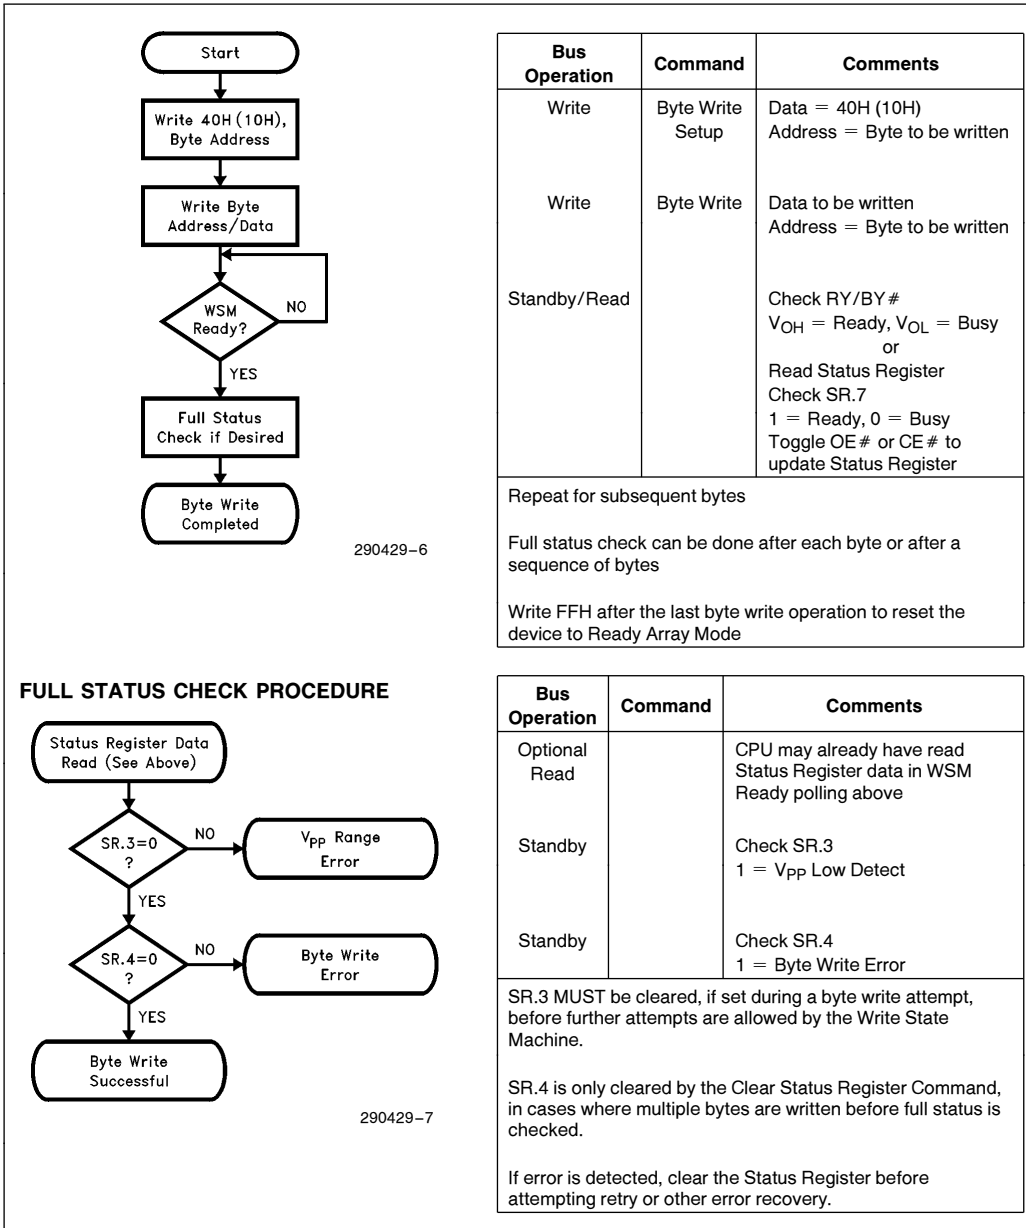 Start
Write 40H (10H),
Byte Address
Write Byte
Address/Data
WSM
Ready?
NO
YES
Full Status
Check if Desired
Byte Write
Completed
290429-6
Bus
Operation
Command
Comments
Write
Byte Write
Setup
Data = 40H (10H)
Address = Byte to be written
Write
Byte Write
Data to be written
Address = Byte to be written
Standby/Read
Check RY/BY#
VOH = Ready, VOL = Busy
or
Read Status Register
Check SR.7
1 = Ready, 0 = Busy
Toggle OE# or CE# to
update Status Register
Repeat for subsequent bytes
Full status check can be done after each byte or after a
sequence of bytes
Write FFH after the last byte write operation to reset the
device to Ready Array Mode
FULL STATUS CHECK PROCEDURE
Status Register Data
Read (See Above)
SR.3=0
?
NO
VPP Range
Error
YES
SR.4=0
?
NO
Byte Write
Error
YES
Byte Write
Successful
290429-7
Bus
Operation
Command
Comments
Optional
Read
CPU may already have read
Status Register data in WSM
Ready polling above
Standby
Check SR.3
1 = VPP Low Detect
Standby
Check SR.4
1 = Byte Write Error
SR.3 MUST be cleared, if set during a byte write attempt,
before further attempts are allowed by the Write State
Machine.
SR.4 is only cleared by the Clear Status Register Command,
in cases where multiple bytes are written before full status is
checked.
If error is detected, clear the Status Register before
attempting retry or other error recovery.